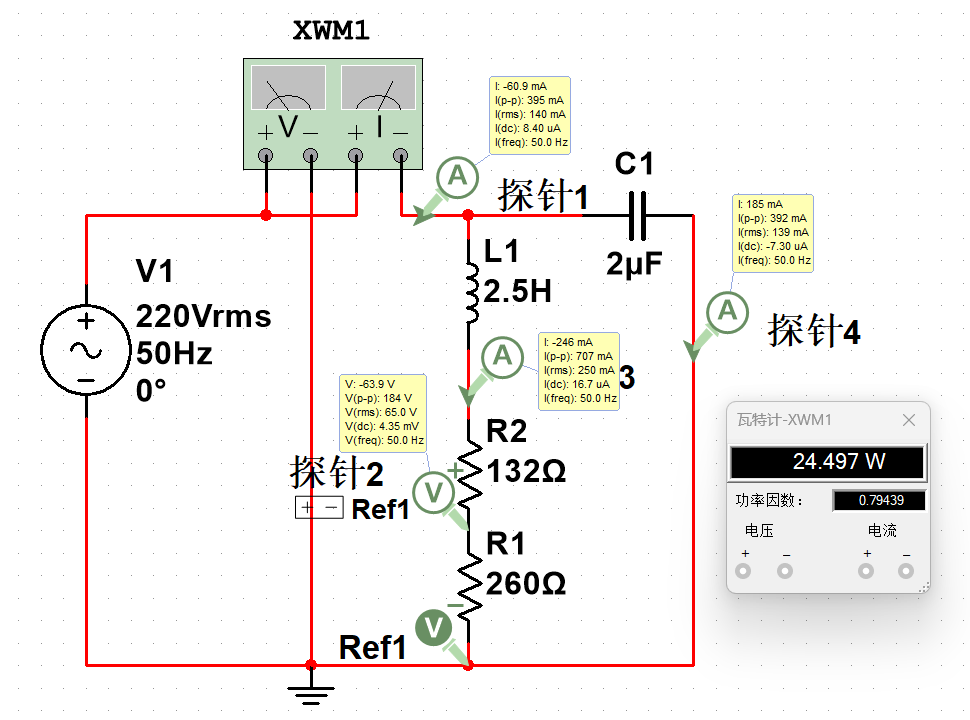 XWM1
+ V −
+ I −
I: -60.9 mA
I(p-p): 395 mA
I(rms): 140 mA
I(dc): 8.40 uA
I(freq): 50.0 Hz
A
探针1
C1
2µF
I: 185 mA
I(p-p): 392 mA
I(rms): 139 mA
I(dc): -7.30 uA
I(freq): 50.0 Hz
A
探针4
L1
2.5H
V1
220Vrms
50Hz
0°
+
−
A
I: -246 mA
I(p-p): 707 mA
I(rms): 250 mA
I(dc): 16.7 uA
I(freq): 50.0 Hz
3
V: -63.9 V
V(p-p): 184 V
V(rms): 65.0 V
V(dc): 4.35 mV
V(freq): 50.0 Hz
探针2
+ − Ref1
V
+
R2
132Ω
R1
260Ω
−
V
Ref1
瓦特计-XWM1
24.497 W
功率因数：
0.79439
电压
电流
+ −
+ −